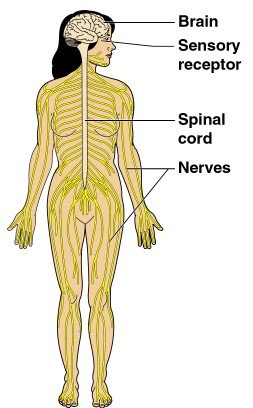 Brain
Sensory
receptor
Spinal
cord
Nerves